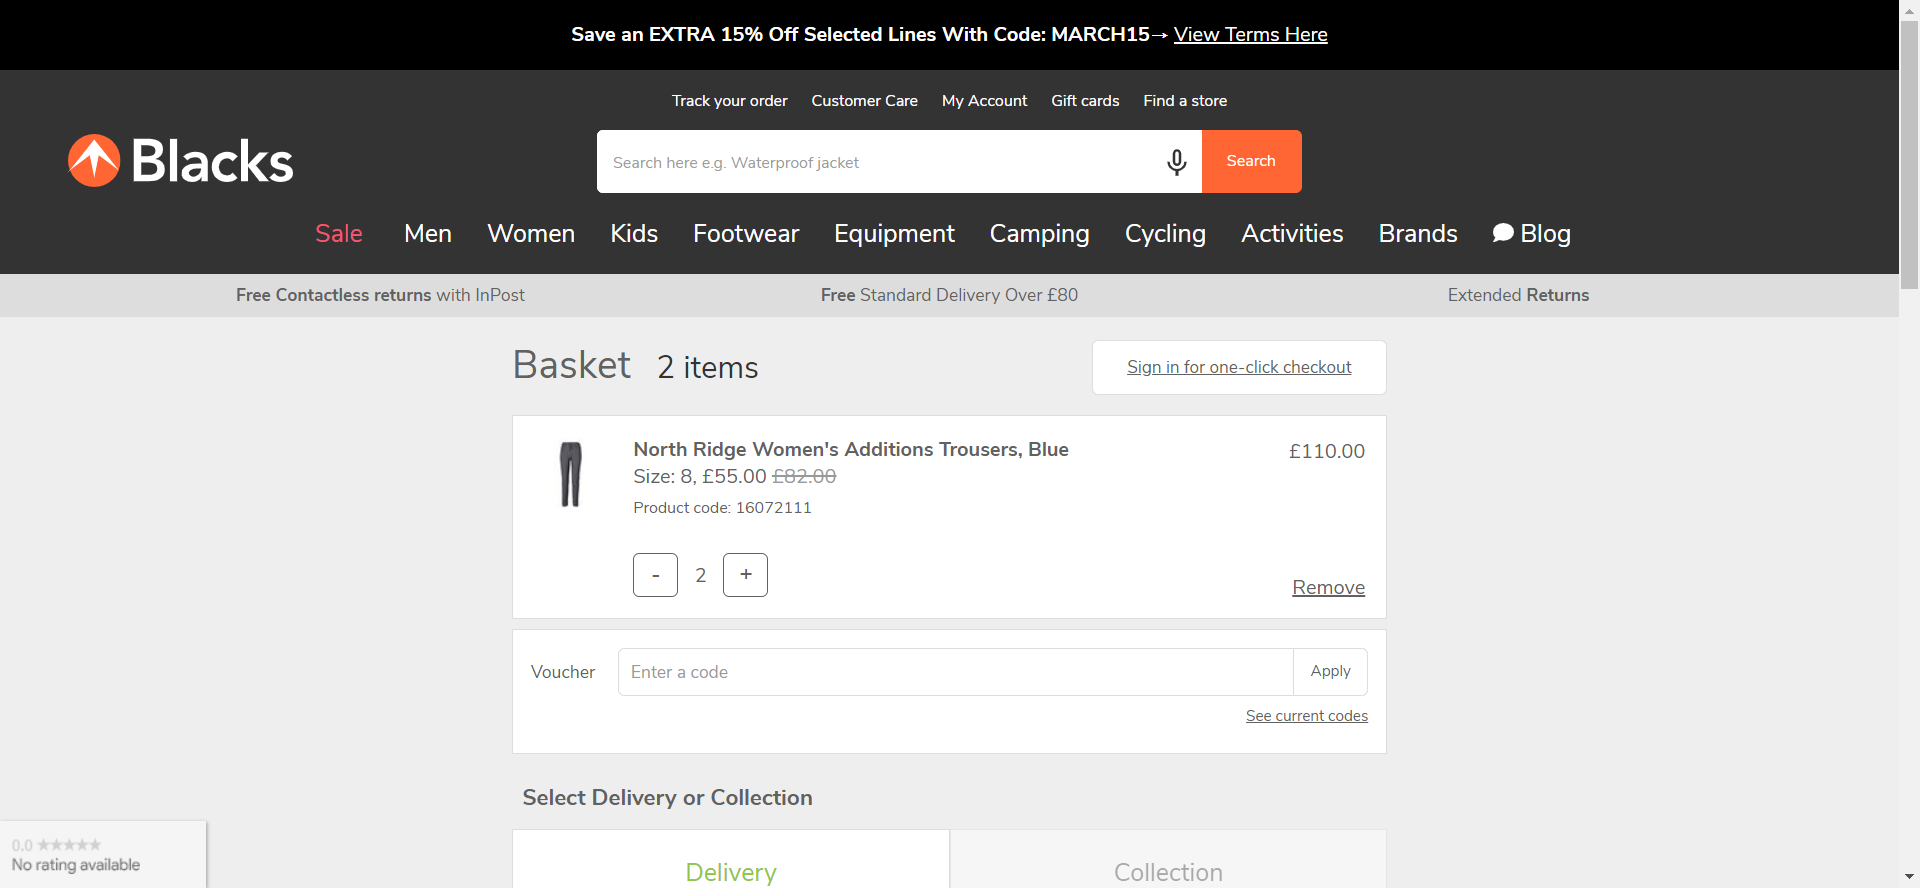 Save an EXTRA 15% Off Selected Lines With Code: MARCH15→ View Terms Here
Track your order Customer Care My Account Gift cards Find a store
Blacks
Search here e.g. Waterproof jacket
Search
Sale Men Women Kids Footwear Equipment Camping Cycling Activities Brands Blog
Free Contactless returns with InPost
Free Standard Delivery Over £80
Extended Returns
Basket 2 items
Sign in for one-click checkout
North Ridge Women's Additions Trousers, Blue
£110.00
Size: 8, £55.00 £82.00
Product code: 16072111
- 2 +
Remove
Voucher
Enter a code
Apply
See current codes
Select Delivery or Collection
Delivery
Collection
0.0 ★★★★★
No rating available